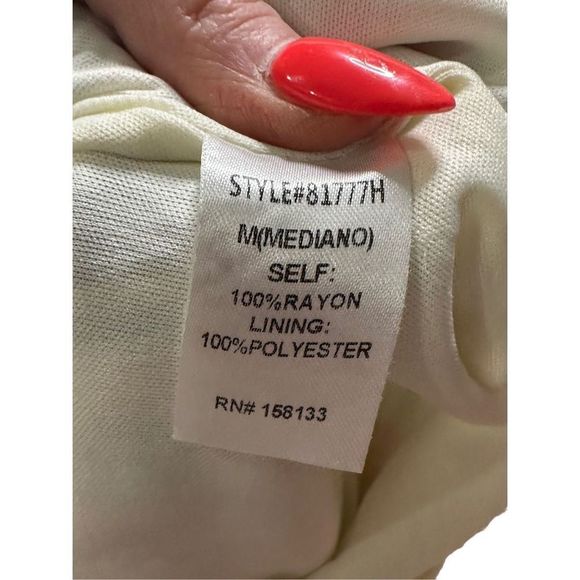 STYLE#81777H
M(MEDIANO)
SELF:
100%RAYON
LINING:
100%POLYESTER
RN# 158133